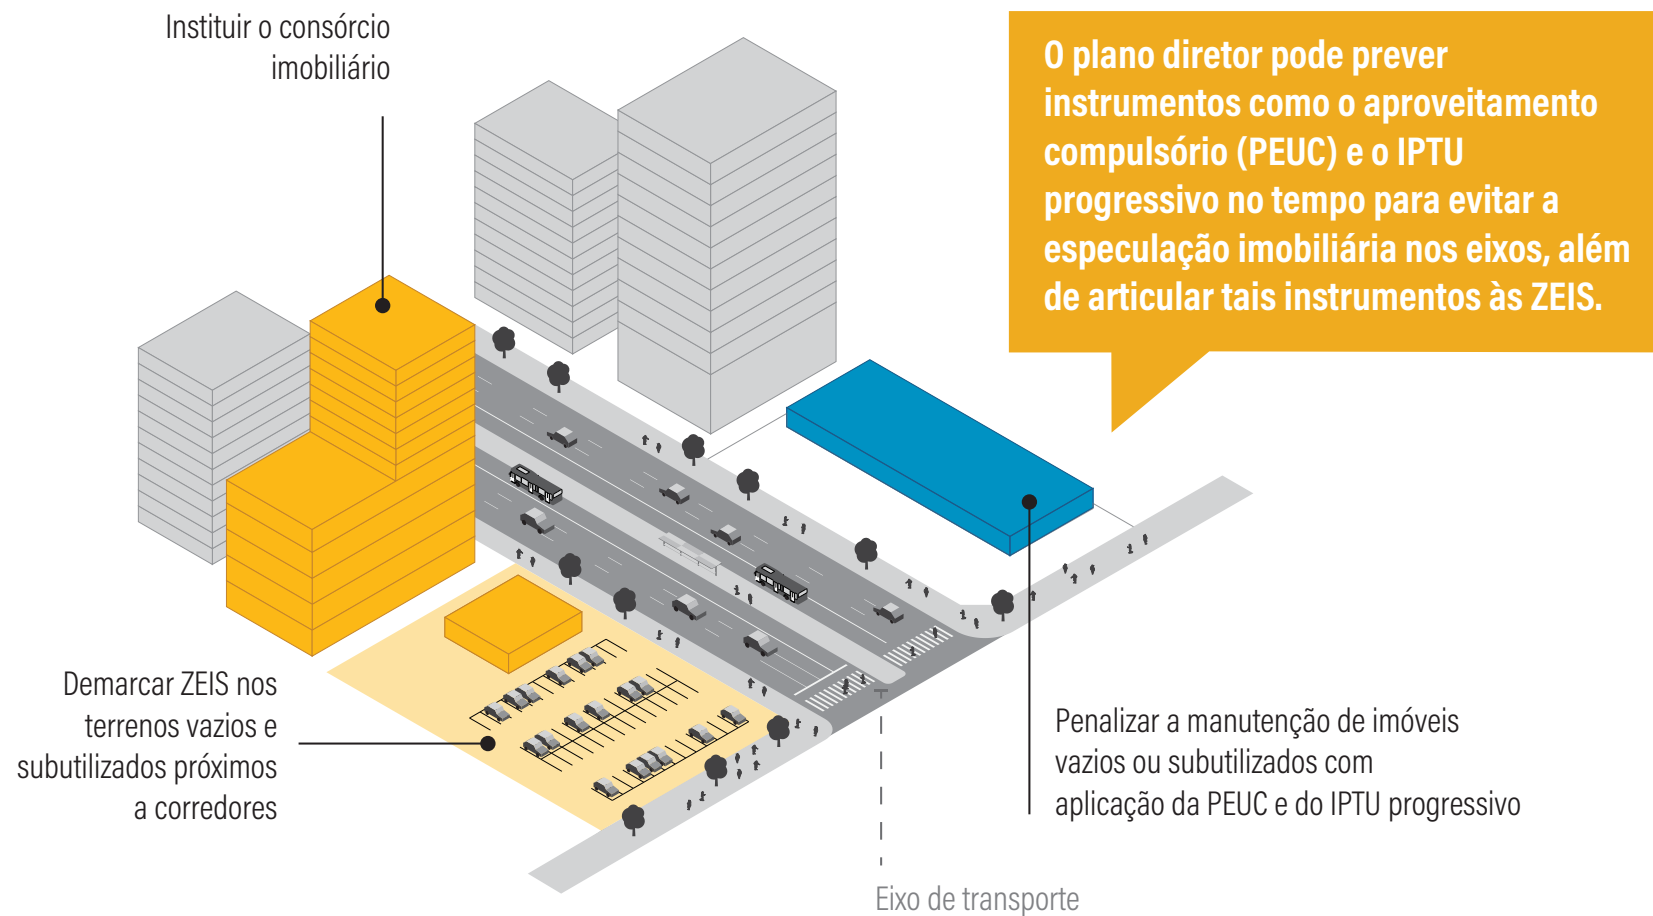 Instituir o consórcio
imobiliário
O plano diretor pode prever
instrumentos como o aproveitamento
compulsório (PEUC) e o IPTU
progressivo no tempo para evitar a
especulação imobiliária nos eixos, além
de articular tais instrumentos às ZEIS.
Demarcar ZEIS nos
terrenos vazios e
subutilizados próximos
a corredores
Penalizar a manutenção de imóveis
vazios ou subutilizados com
aplicação da PEUC e do IPTU progressivo
Eixo de transporte